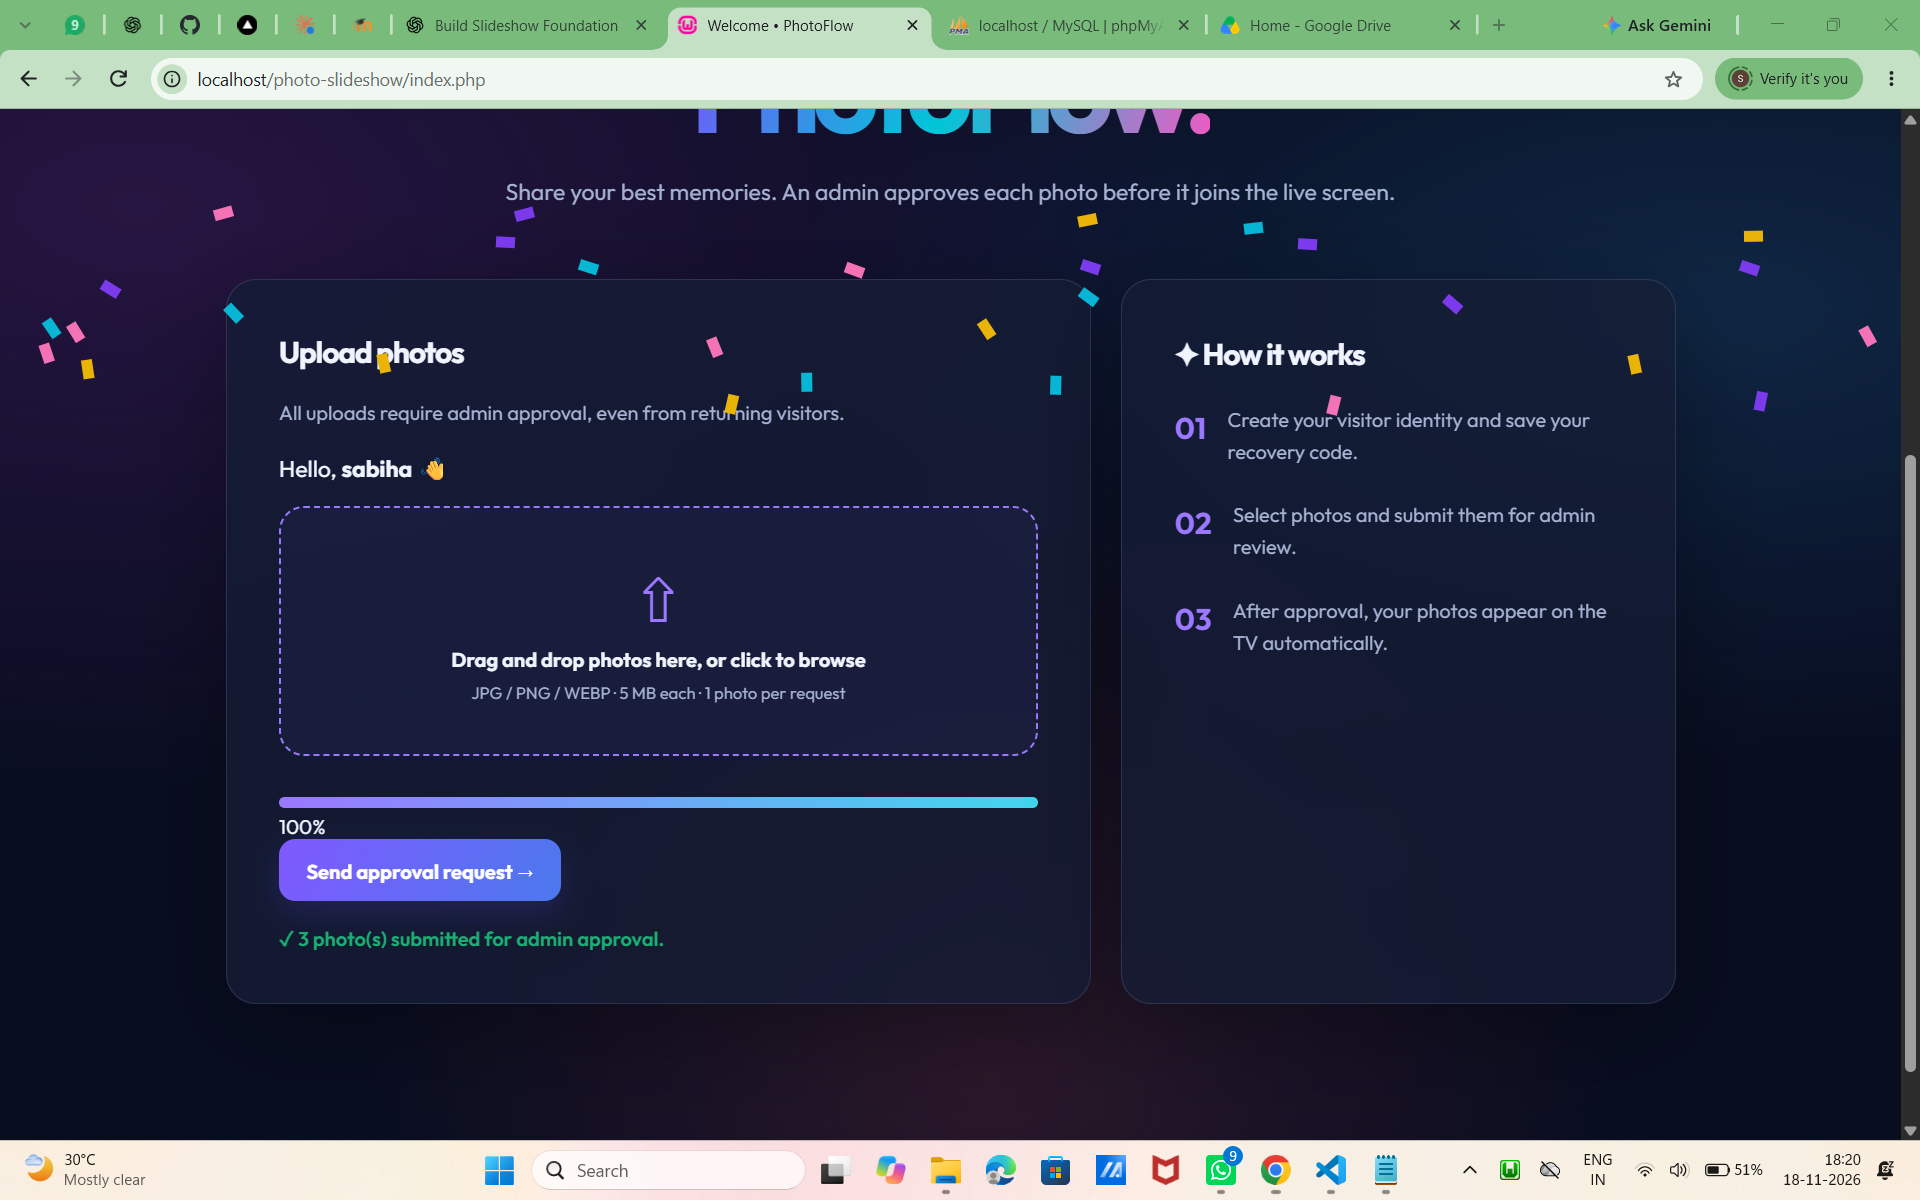 9
Build Slideshow Foundation
Welcome • PhotoFlow
localhost / MySQL | phpMy
Home - Google Drive
Ask Gemini
localhost/photo-slideshow/index.php
S
Verify it's you
PhotoFlow.
Share your best memories. An admin approves each photo before it joins the live screen.
Upload photos
All uploads require admin approval, even from returning visitors.
Hello, sabiha 👋
Drag and drop photos here, or click to browse
JPG / PNG / WEBP · 5 MB each · 1 photo per request
100%
Send approval request →
✓ 3 photo(s) submitted for admin approval.
✦ How it works
01 Create your visitor identity and save your
recovery code.
02 Select photos and submit them for admin
review.
03 After approval, your photos appear on the
TV automatically.
30°C
Mostly clear
Search
9
ENG
IN
51%
18:20
18-11-2026